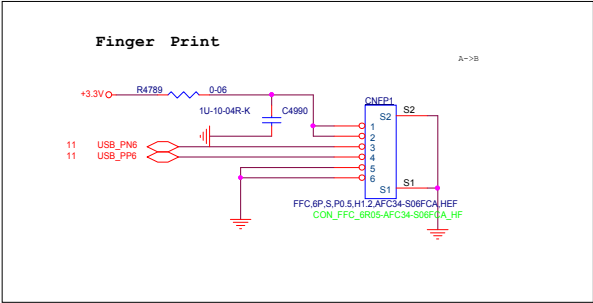 Finger Print
A->B
+3.3V
R4789
0-06
1U-10-04R-K
C4990
CNFP1
S2
S2
1
2
11 USB_PN6
3
11 USB_PP6
4
5
6
S1
S1
FFC,6P,S,P0.5,H1.2,AFC34-S06FCA,HEF
CON_FFC_6R06-AFC34-S06FCA_HF